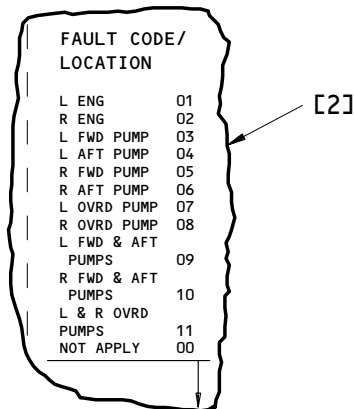 FAULT CODE/
LOCATION
L ENG 01
R ENG 02
L FWD PUMP 03
L AFT PUMP 04
R FWD PUMP 05
R AFT PUMP 06
L OVRD PUMP 07
R OVRD PUMP 08
L FWD & AFT
PUMPS 09
R FWD & AFT
PUMPS 10
L & R OVRD
PUMPS 11
NOT APPLY 00
[2]